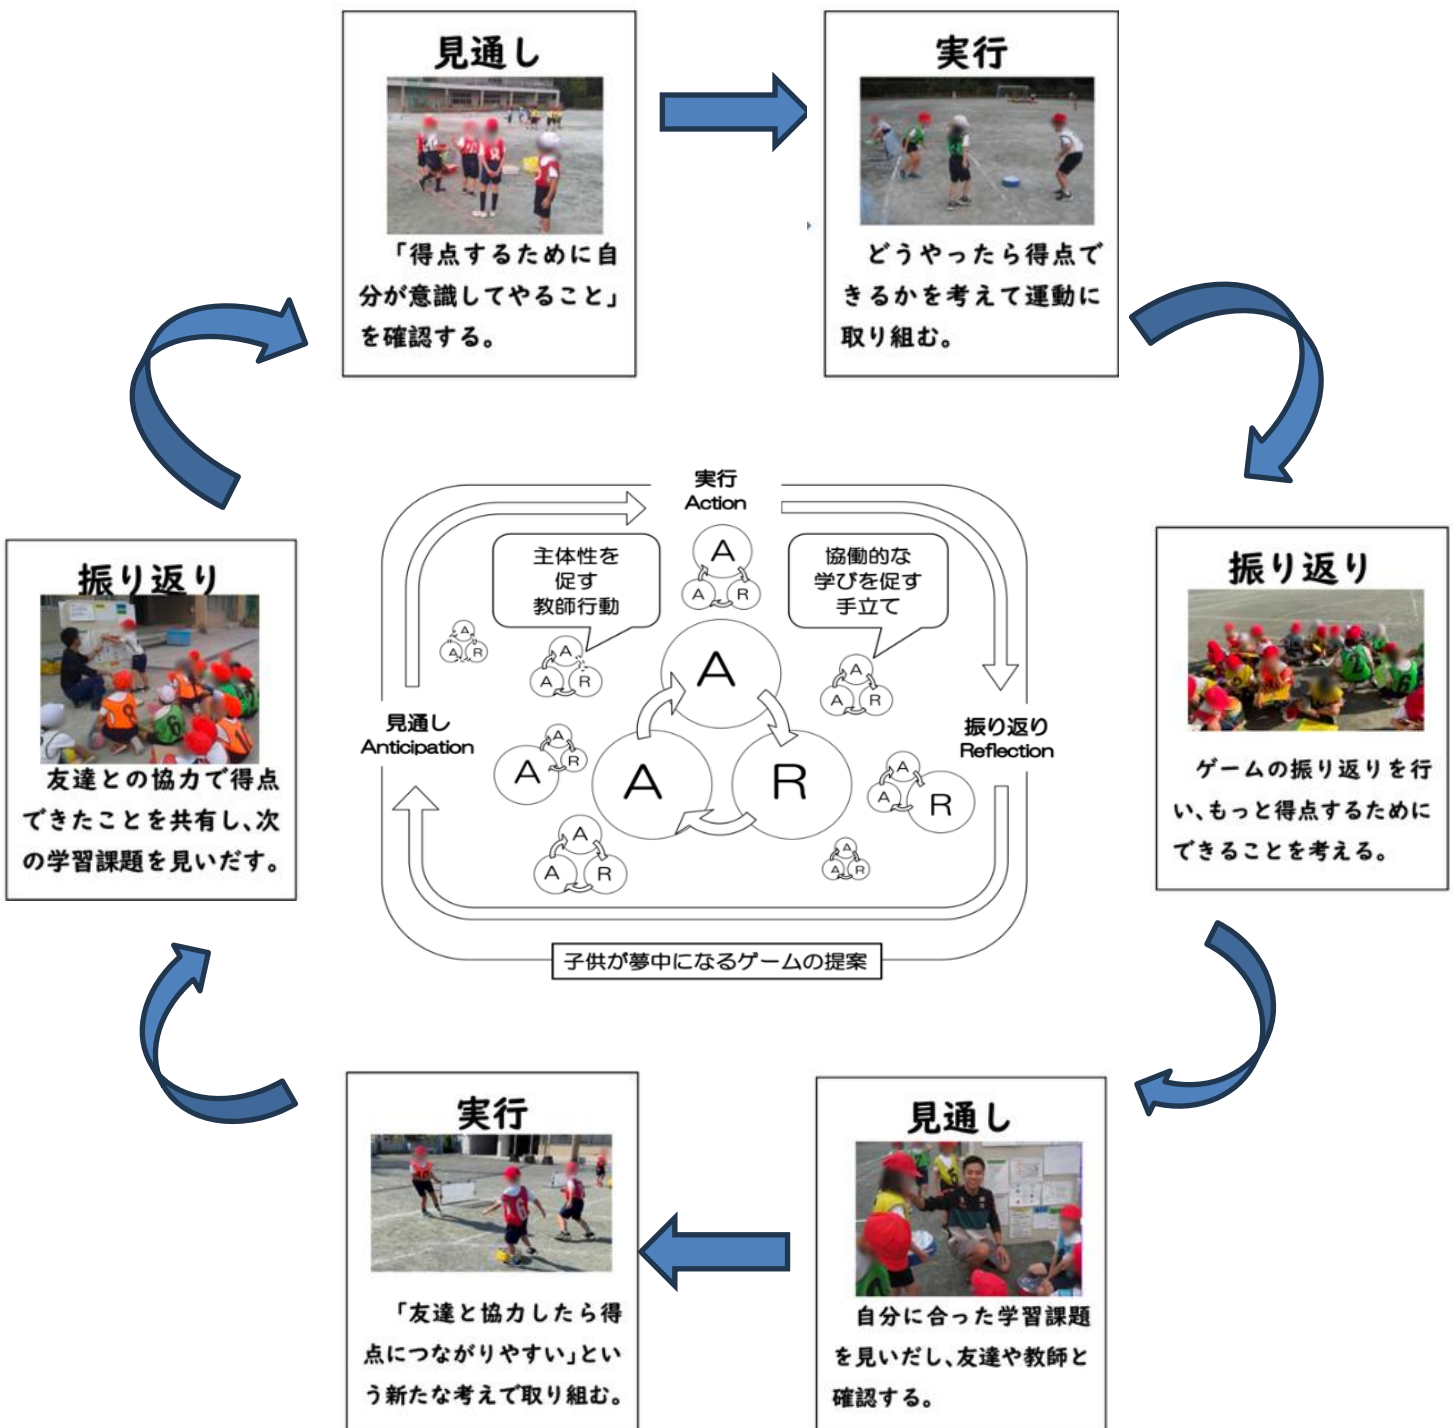 見通し
「得点するために自
分が意識してやること」
を確認する。
実行
どうやったら得点で
きるかを考えて運動に
取り組む。
振り返り
ゲームの振り返りを行
い、もっと得点するために
できることを考える。
見通し
自分に合った学習課題
を見いだし、友達や教師と
確認する。
実行
「友達と協力したら得
点につながりやすい」とい
う新たな考えで取り組む。
振り返り
友達との協力で得点
できたことを共有し、次
の学習課題を見いだす。
実行
Action
主体性を
促す
教師行動
協働的な
学びを促す
手立て
見通し
Anticipation
振り返り
Reflection
A
A R
A
A R
A
A R
A
A R
A
A R
A
A R
A
A R
A
A R
A
A R
A
A R
子供が夢中になるゲームの提案